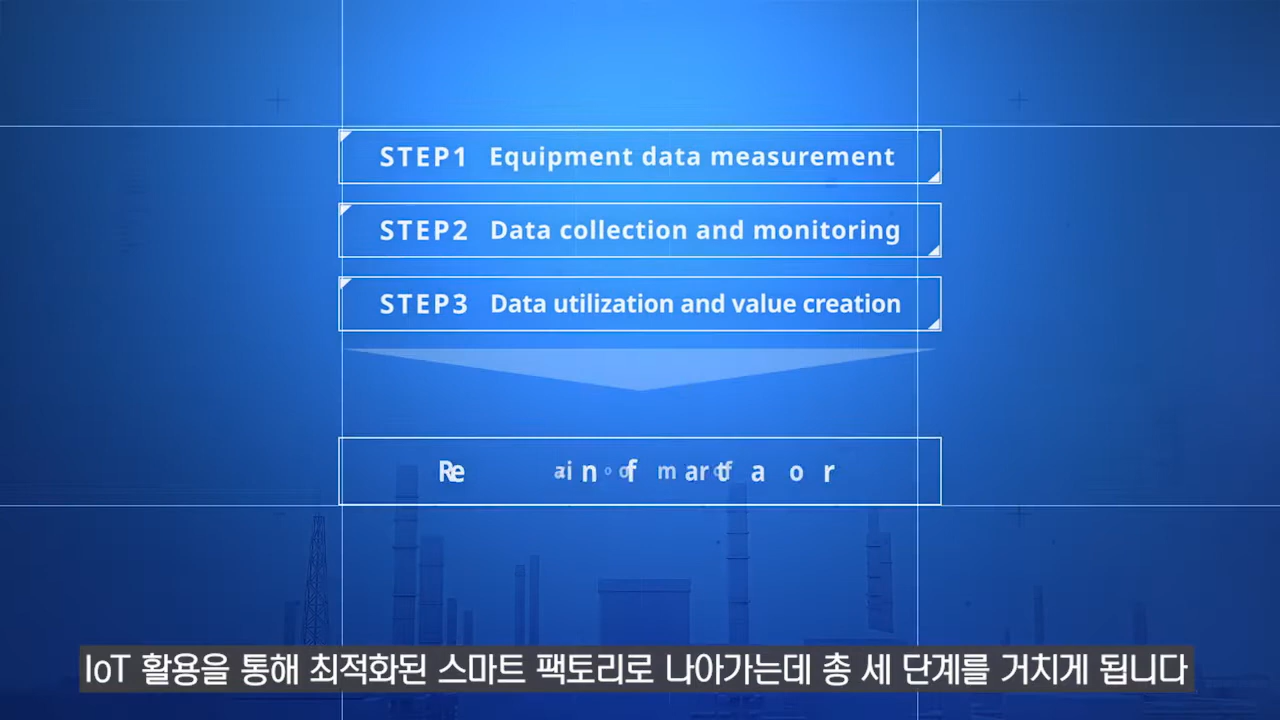 STEP1 Equipment data measurement
STEP2 Data collection and monitoring
STEP3 Data utilization and value creation
IoT 활용을 통해 최적화된 스마트 팩토리로 나아가는데 총 세 단계를 거치게 됩니다